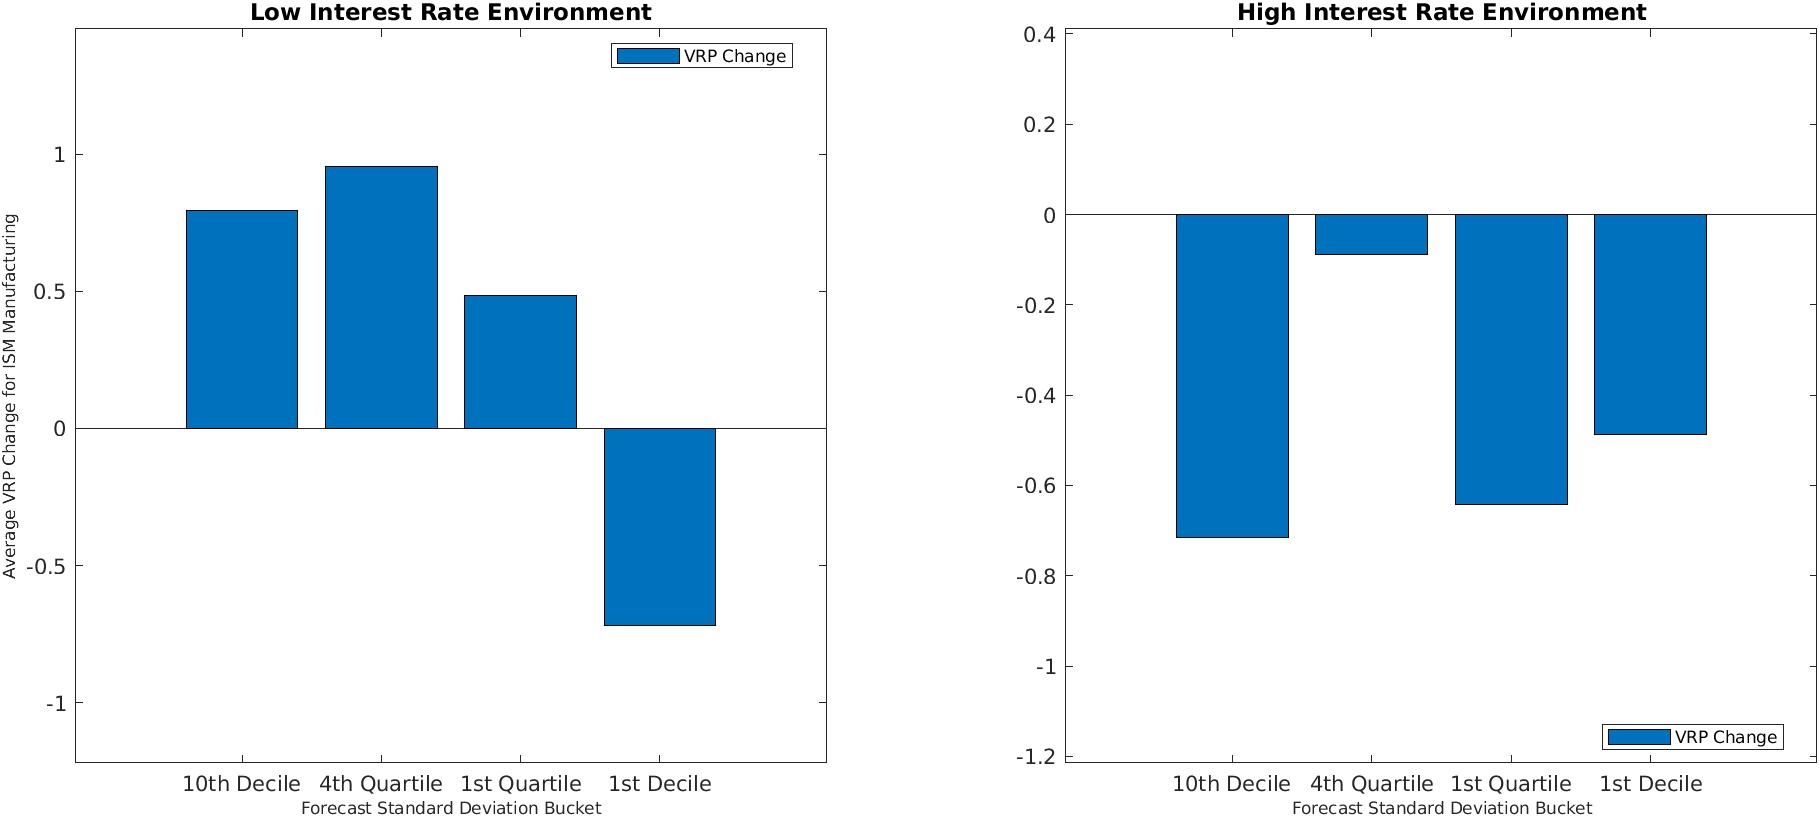 Low Interest Rate Environment
VRP Change
Average VRP Change for ISM Manufacturing
1
0.5
0
-0.5
-1
10th Decile 4th Quartile 1st Quartile 1st Decile
Forecast Standard Deviation Bucket
High Interest Rate Environment
0.4
0.2
0
-0.2
-0.4
-0.6
-0.8
-1
-1.2
VRP Change
10th Decile 4th Quartile 1st Quartile 1st Decile
Forecast Standard Deviation Bucket